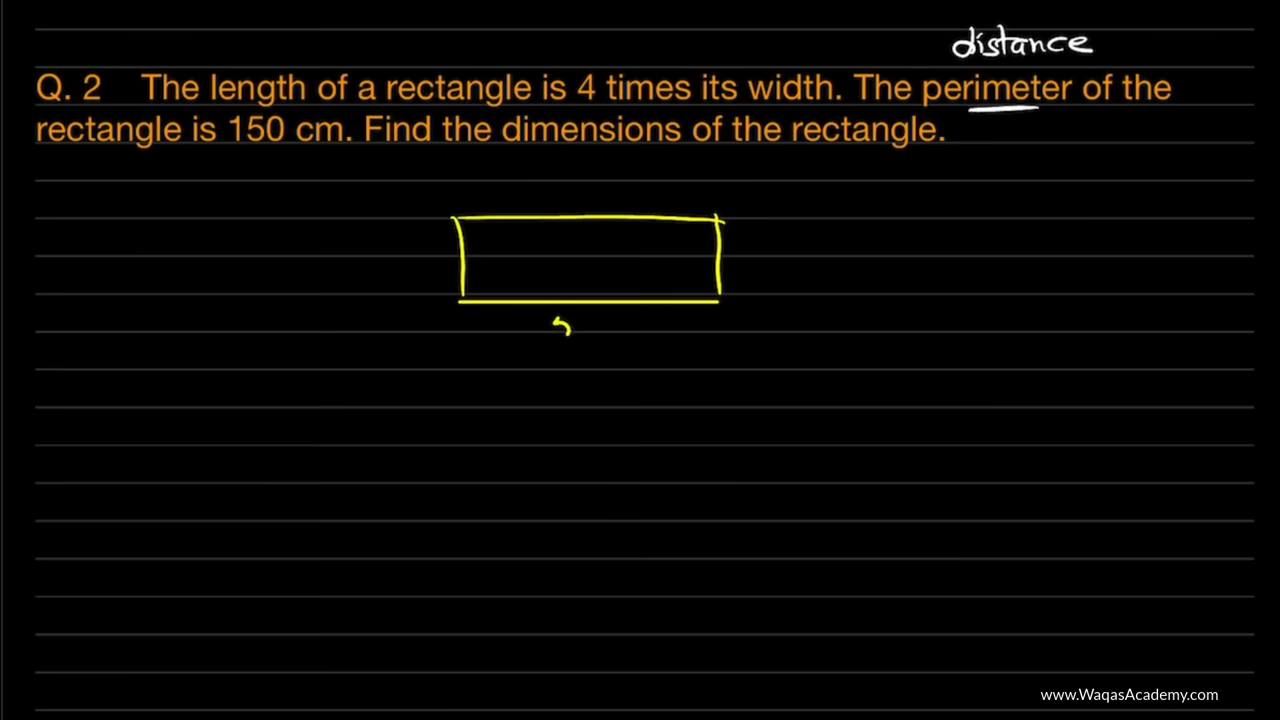 distance
Q. 2 The length of a rectangle is 4 times its width. The perimeter of the
rectangle is 150 cm. Find the dimensions of the rectangle.
www.WaqasAcademy.com